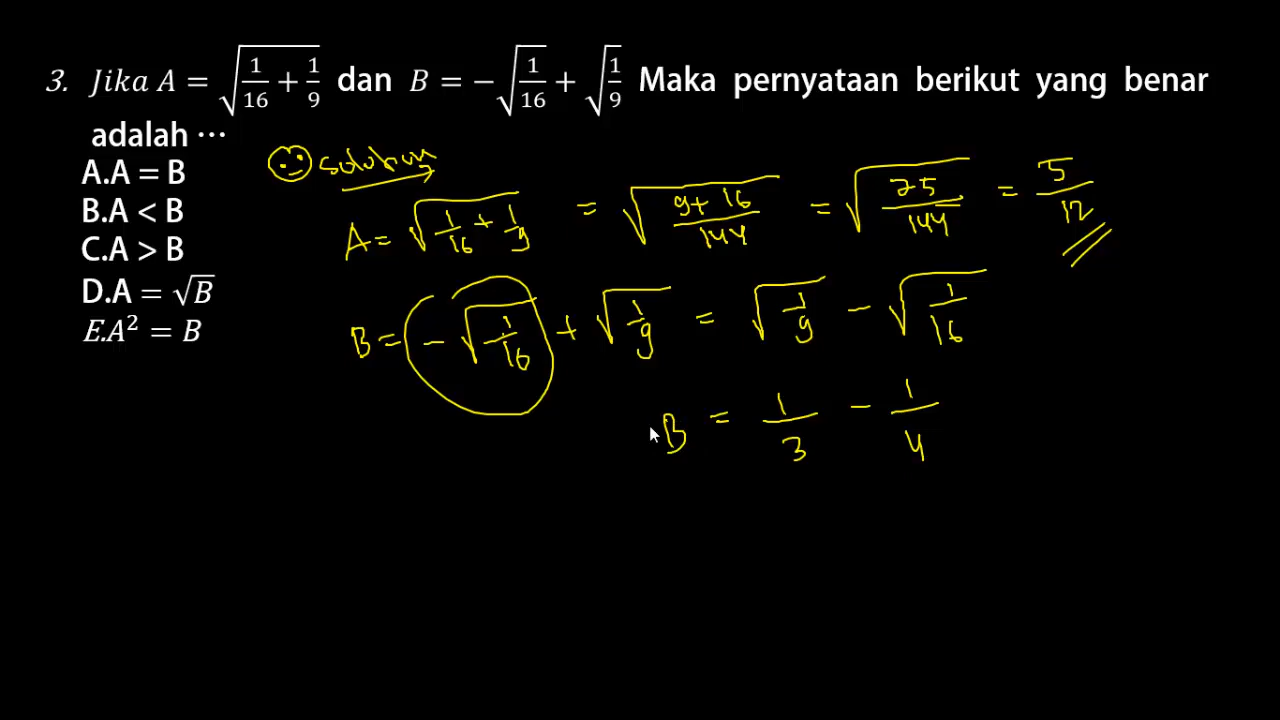 3. Jika A = √(1/16 + 1/9) dan B = −√(1/16) + √(1/9) Maka pernyataan berikut yang benar
adalah ⋯
A.A = B
B.A < B
C.A > B
D.A = √B
E.A² = B
A = √(1/16 + 1/9) = √((9 + 16)/144) = √(25/144) = 5/12
B = −√(1/16) + √(1/9) = √(1/9) − √(1/16)
B = 1/3 − 1/4